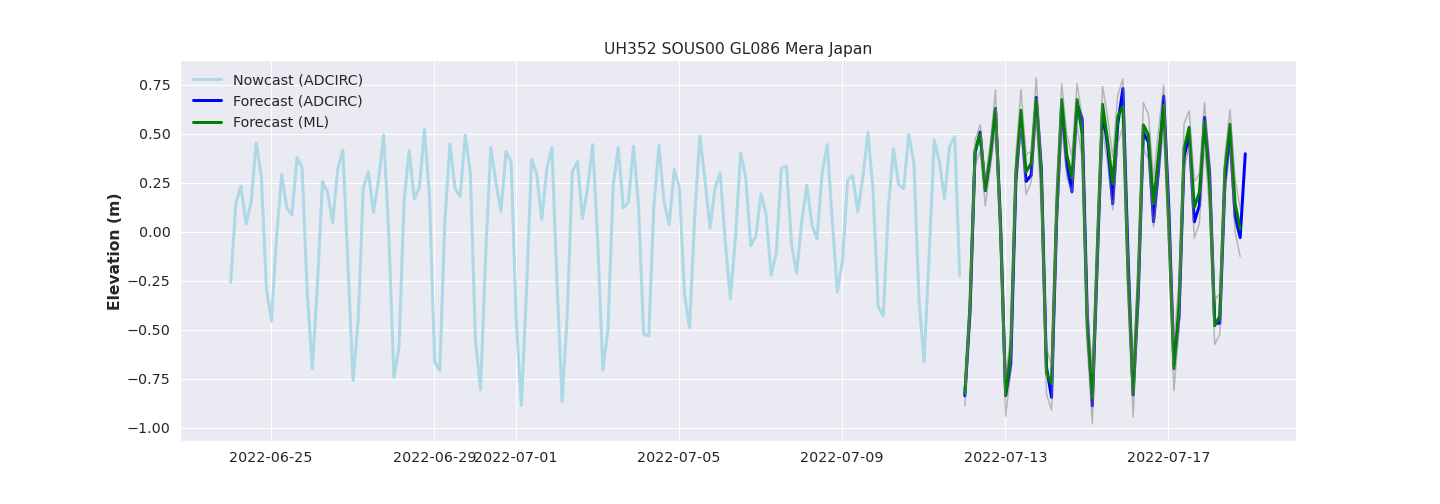 UH352 SOUS00 GL086 Mera Japan
Nowcast (ADCIRC)
Forecast (ADCIRC)
Forecast (ML)
Elevation (m)
0.75
0.50
0.25
0.00
−0.25
−0.50
−0.75
−1.00
2022-06-25 2022-06-29 2022-07-01 2022-07-05 2022-07-09 2022-07-13 2022-07-17